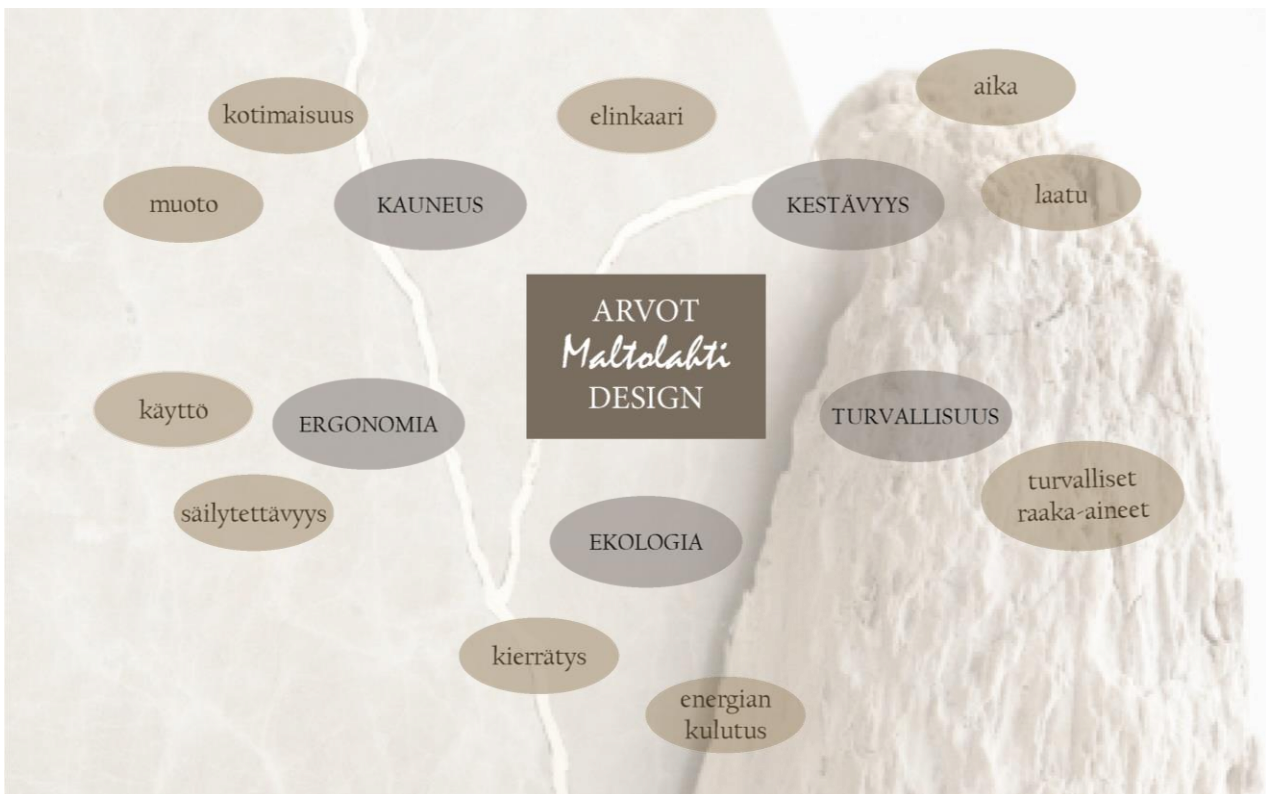 aika
kotimaisuus
elinkaari
laatu
muoto
KAUNEUS
KESTÄVYYS
ARVOT
Maltolahti
DESIGN
käyttö
ERGONOMIA
TURVALLISUUS
turvalliset
raaka-aineet
säilytettävyys
EKOLOGIA
kierrätys
energian
kulutus